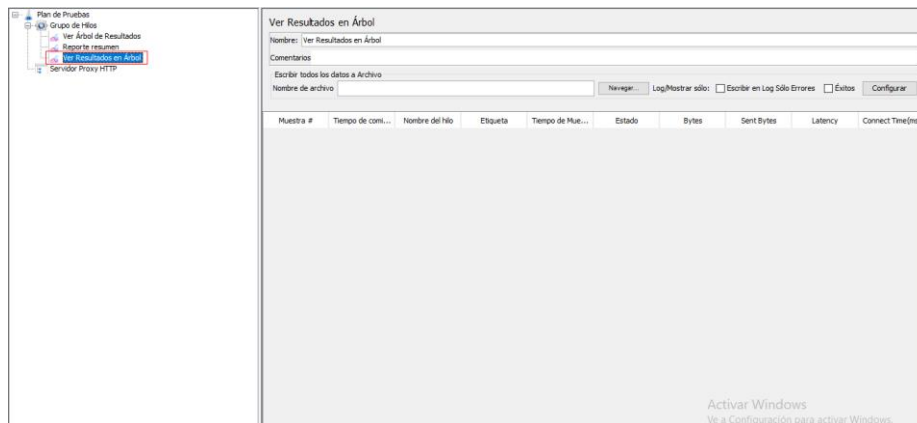 Plan de Pruebas
Grupo de Hilos
Ver Árbol de Resultados
Reporte resumen
Ver Resultados en Árbol
Servidor Proxy HTTP
Ver Resultados en Árbol
Nombre: Ver Resultados en Árbol
Comentarios
Escribir todos los datos a Archivo
Nombre de archivo Navegar... Log/Mostrar sólo: Escribir en Log Sólo Errores Éxitos Configurar
Muestra # Tiempo de comi... Nombre del hilo Etiqueta Tiempo de Mue... Estado Bytes Sent Bytes Latency Connect Time(ms
Activar Windows
Ve a Configuración para activar Windows.